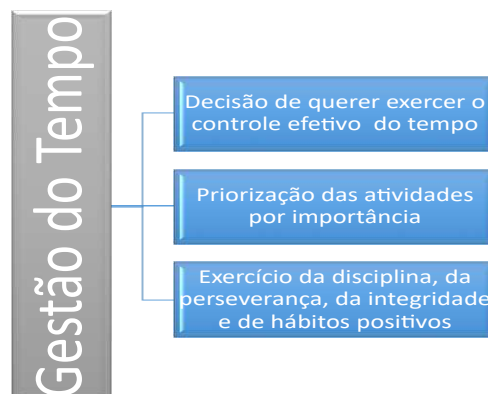 Gestão do Tempo
Decisão de querer exercer o
controle efetivo do tempo
Priorização das atividades
por importância
Exercício da disciplina, da
perseverança, da integridade
e de hábitos positivos